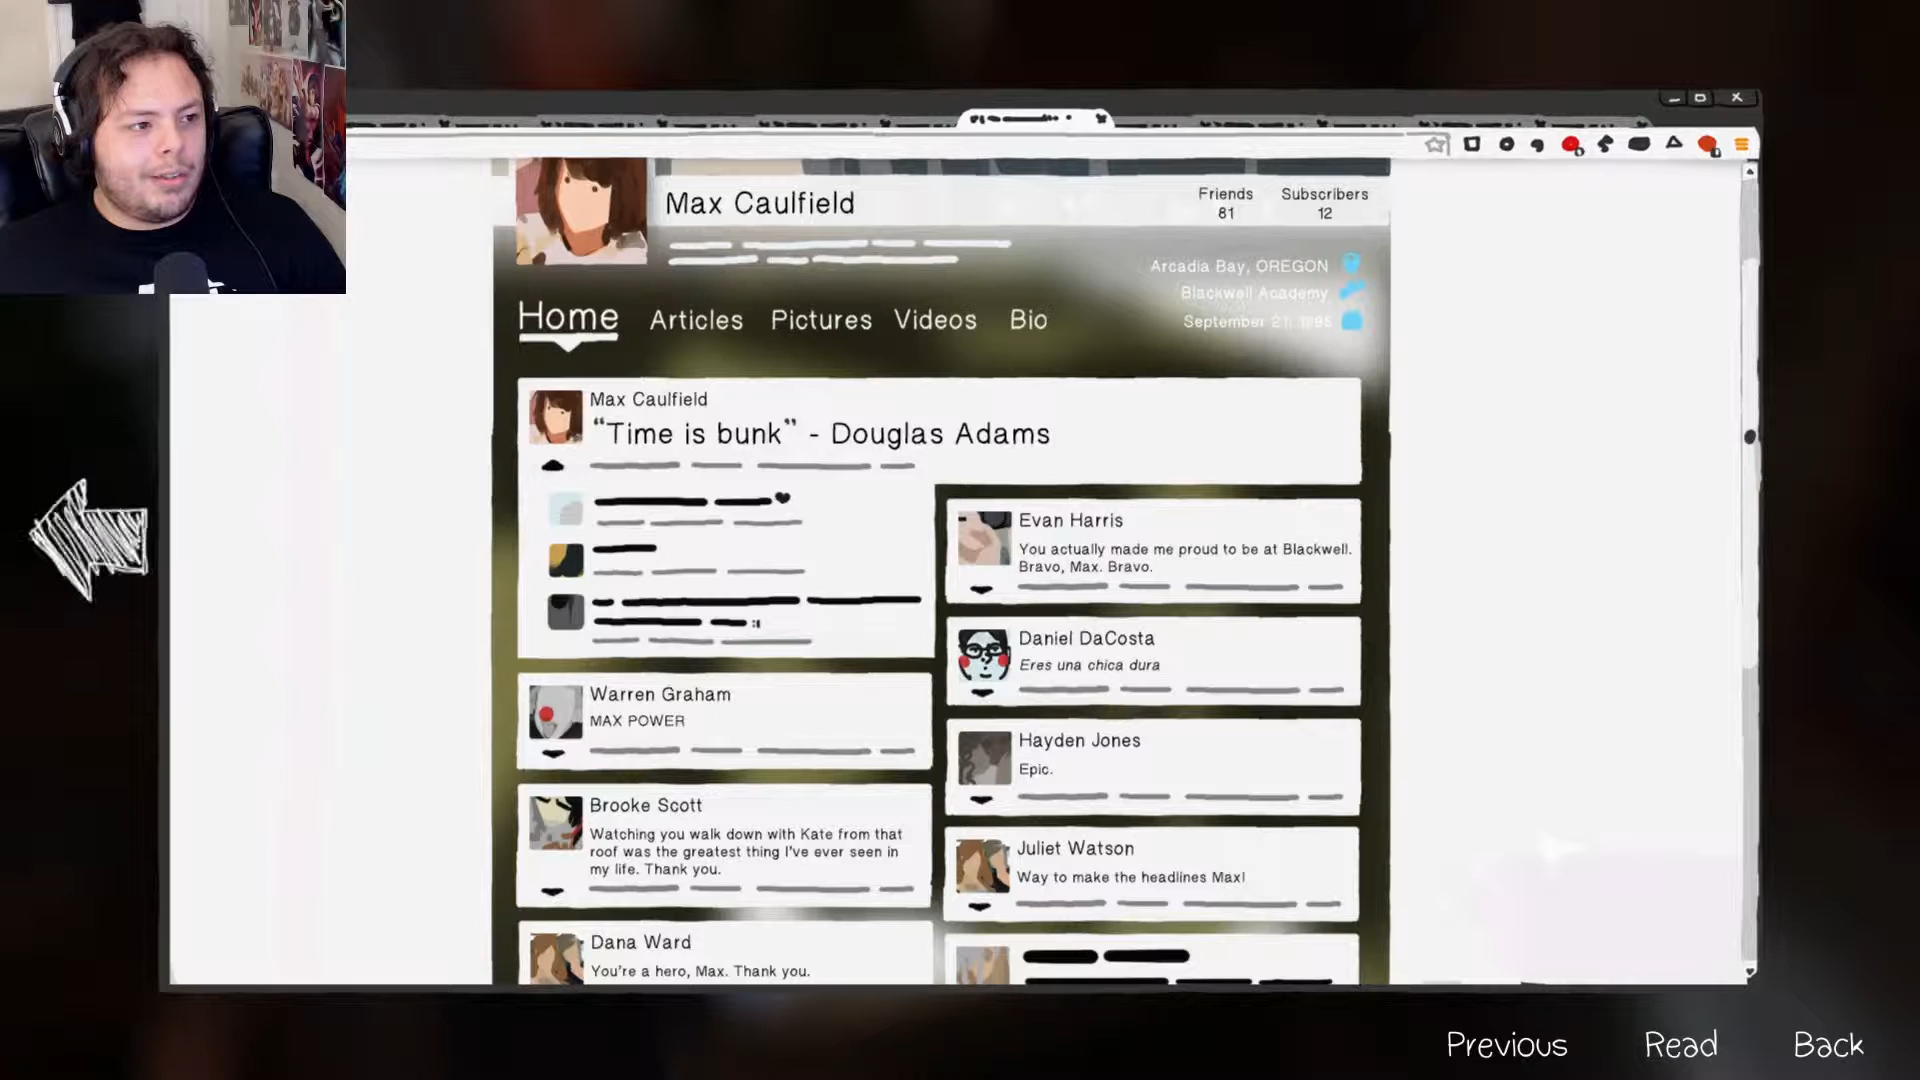 Max Caulfield
Friends
81
Subscribers
12
Arcadia Bay, OREGON
Blackwell Academy
September 21, 1995
Home
Articles
Pictures
Videos
Bio
Max Caulfield
“Time is bunk” - Douglas Adams
Warren Graham
MAX POWER
Brooke Scott
Watching you walk down with Kate from that
roof was the greatest thing I've ever seen in
my life. Thank you.
Dana Ward
You're a hero, Max. Thank you.
Evan Harris
You actually made me proud to be at Blackwell.
Bravo, Max. Bravo.
Daniel DaCosta
Eres una chica dura
Hayden Jones
Epic.
Juliet Watson
Way to make the headlines Max!
Previous
Read
Back